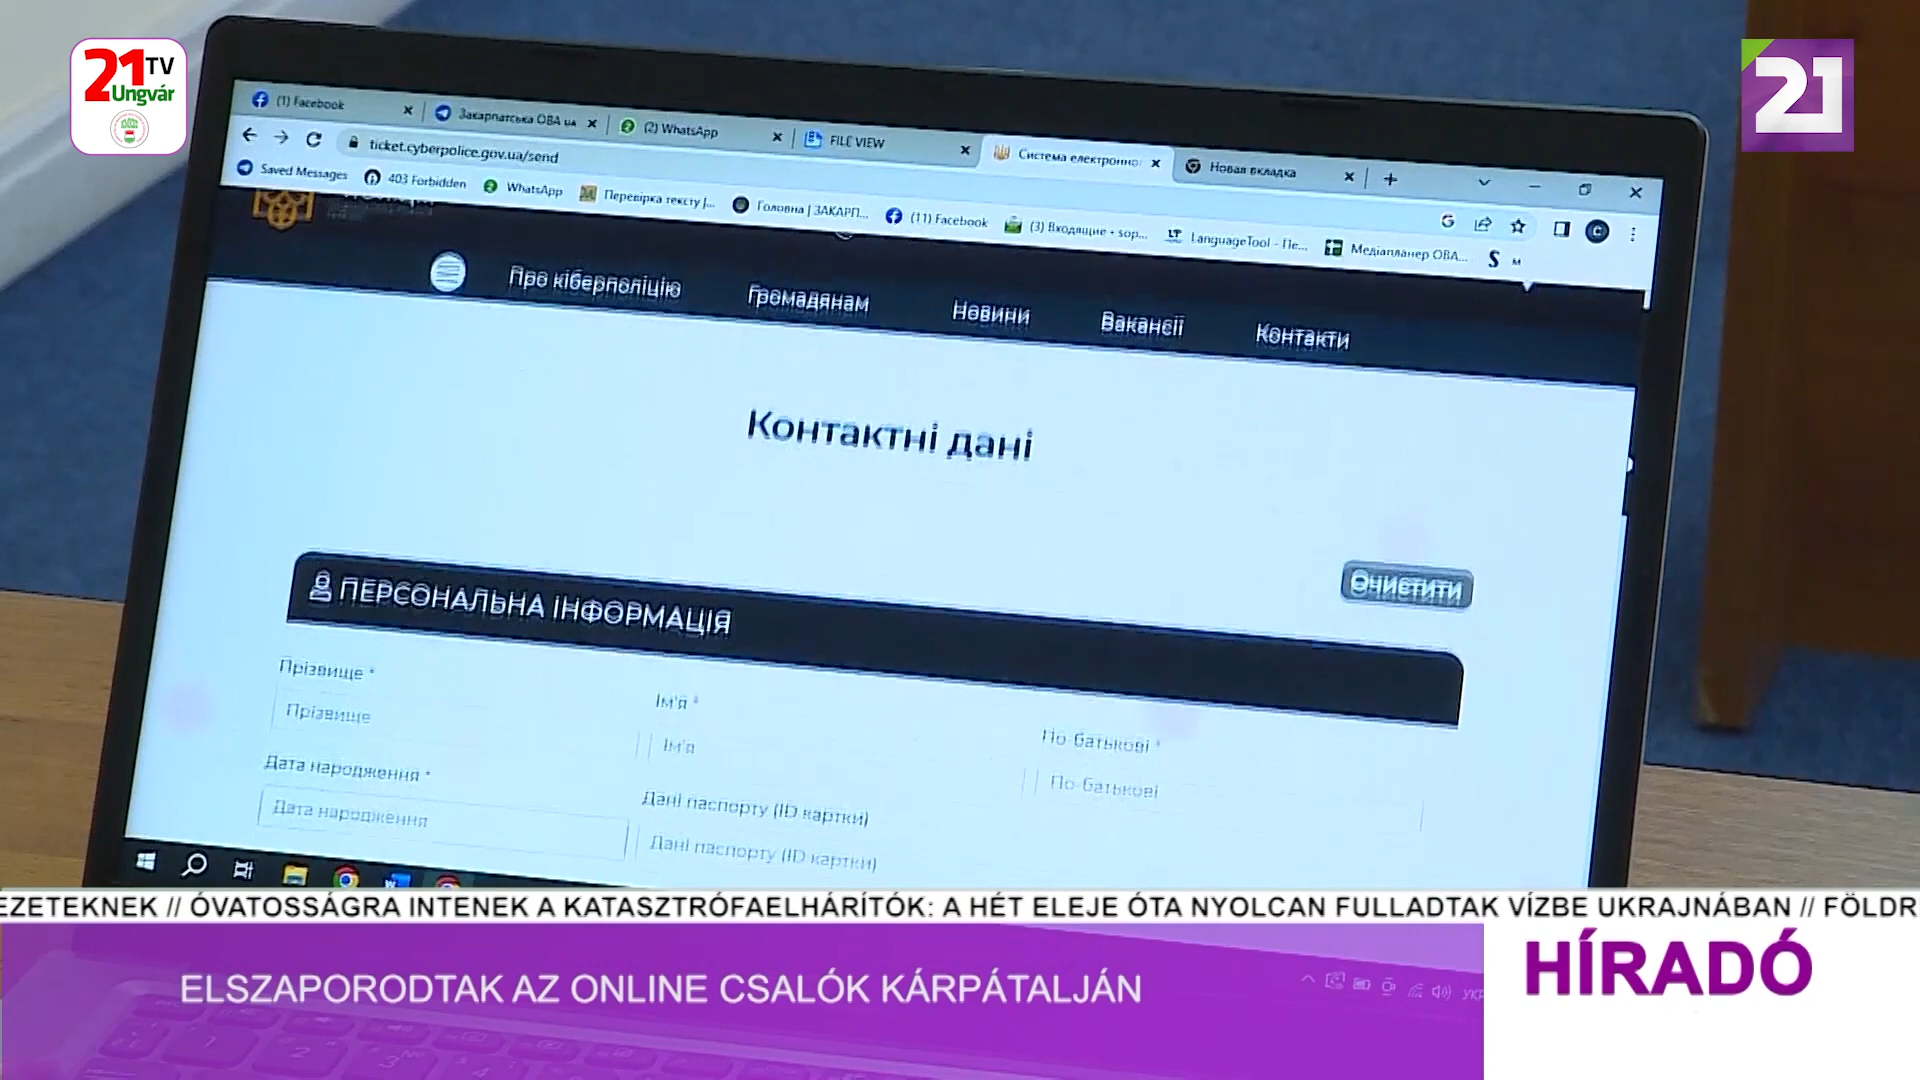 21 TV
Ungvár
21
(1) Facebook
Закарпатська ОВА
(2) WhatsApp
FILE VIEW
Система електронно
Новая вкладка
ticket.cyberpolice.gov.ua/send
Saved Messages
403 Forbidden
WhatsApp
Перевірка тексту J...
Головна | ЗАКАРП...
(11) Facebook
(3) Входящие - sop...
LanguageTool - Пе...
Медіапланер ОВА...
Про кіберполіцію
Громадянам
Новини
Вакансії
Контакти
Контактні дані
Очистити
ПЕРСОНАЛЬНА ІНФОРМАЦІЯ
Прізвище *
Ім'я *
По-батькові *
Прізвище
Ім'я
По-батькові
Дата народження *
Дані паспорту (ID картки)
Дата народження
Дані паспорту (ID картки)
EZETEKNEK // ÓVATOSSÁGRA INTENEK A KATASZTRÓFAELHÁRÍTÓK: A HÉT ELEJE ÓTA NYOLCAN FULLADTAK VÍZBE UKRAJNÁBAN // FÖLDR
ELSZAPORODTAK AZ ONLINE CSALÓK KÁRPÁTALJÁN
HÍRADÓ